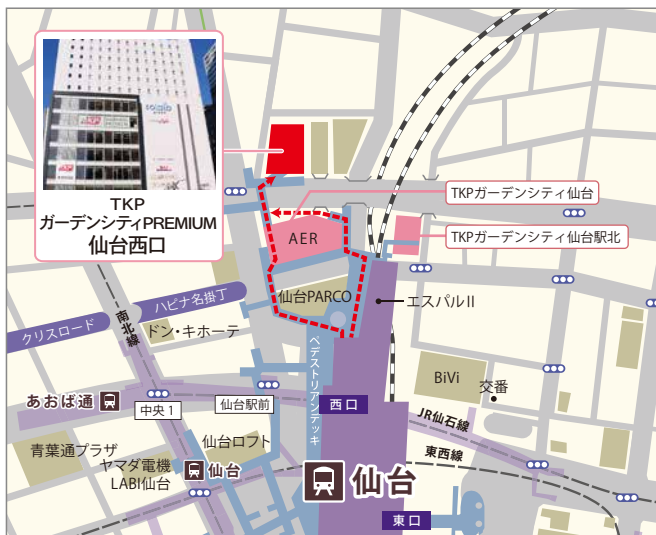 TKP
ガーデンシティPREMIUM
仙台西口
TKPガーデンシティ仙台
TKPガーデンシティ仙台駅北
AER
仙台PARCO
エスパルⅡ
ハピナ名掛丁
クリスロード
南北線
ドン・キホーテ
ペデストリアンデッキ
BiVi
交番
あおば通
中央1
仙台駅前
西口
JR仙石線
東西線
青葉通プラザ
ヤマダ電機
LABI仙台
仙台ロフト
仙台
仙台
東口